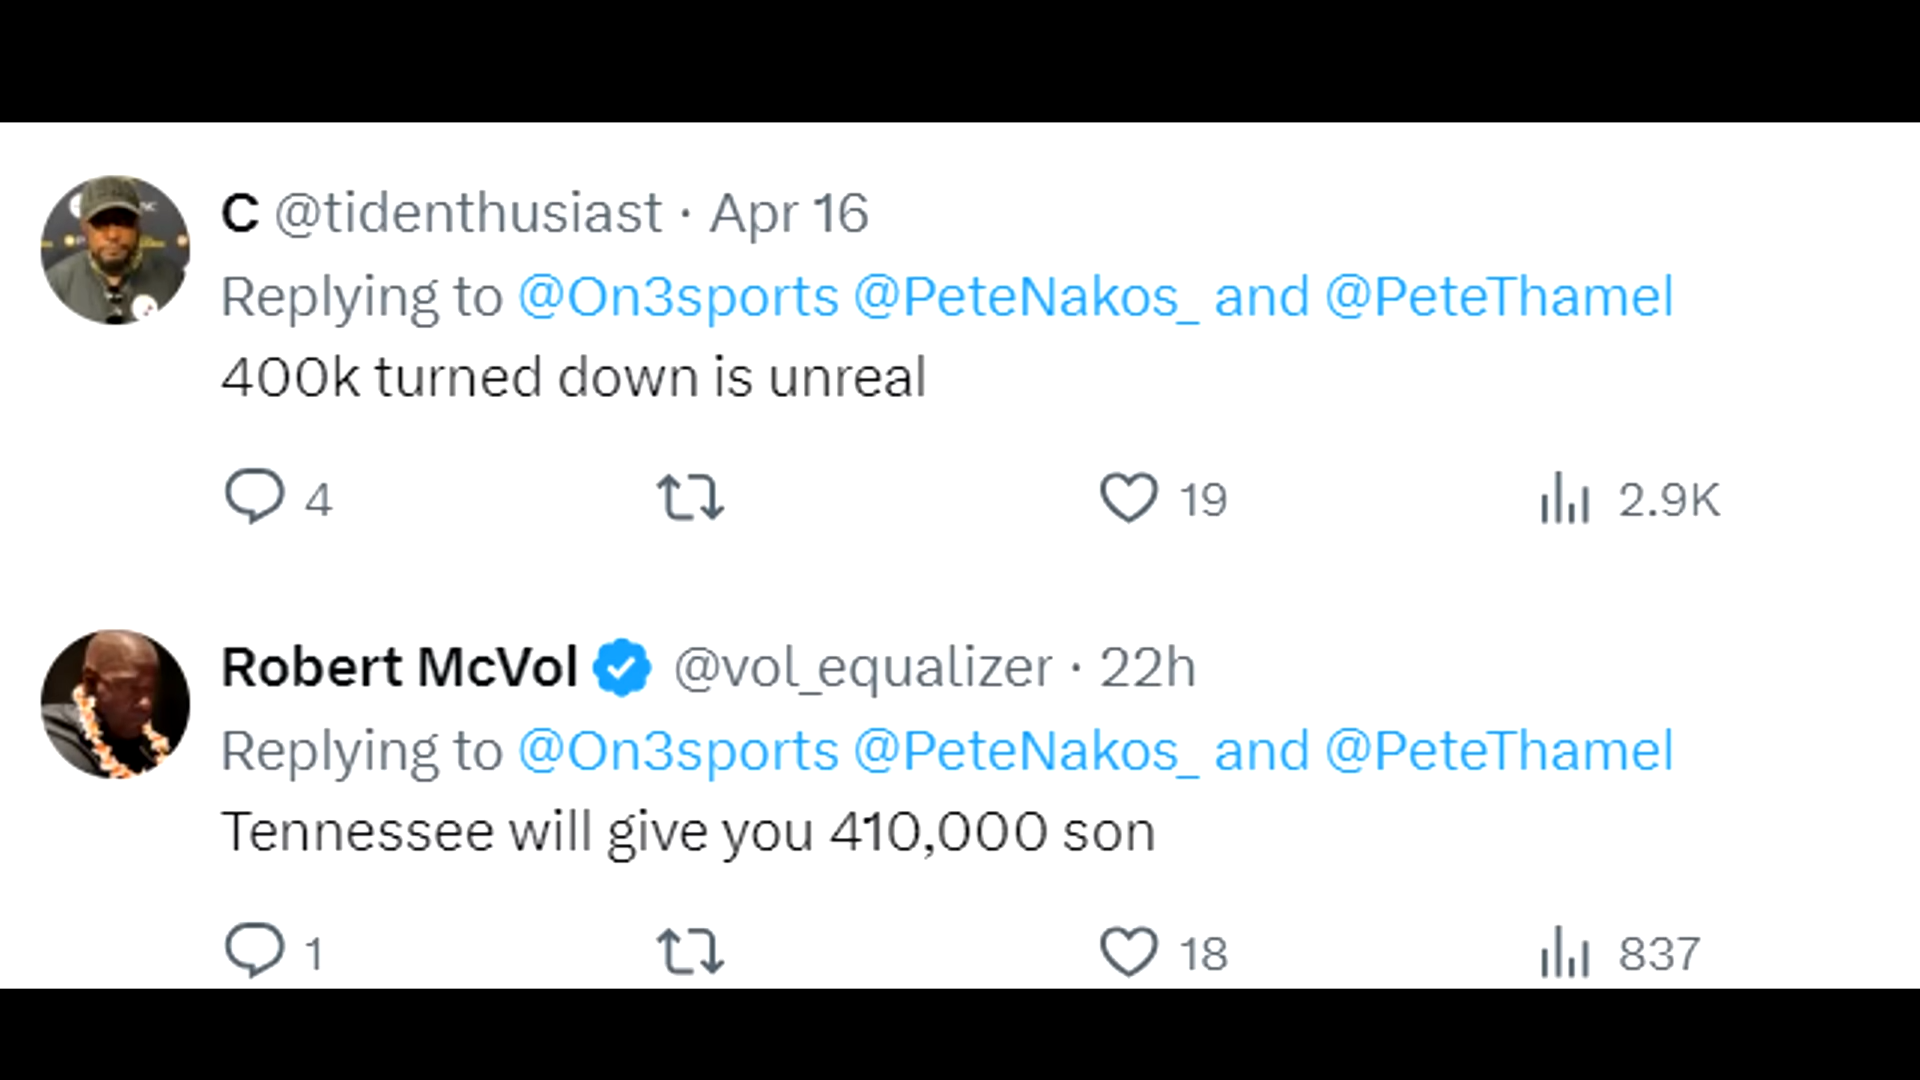 C @tidenthusiast · Apr 16
Replying to @On3sports @PeteNakos_ and @PeteThamel
400k turned down is unreal
4 19 2.9K
Robert McVol @vol_equalizer · 22h
Replying to @On3sports @PeteNakos_ and @PeteThamel
Tennessee will give you 410,000 son
1 18 837